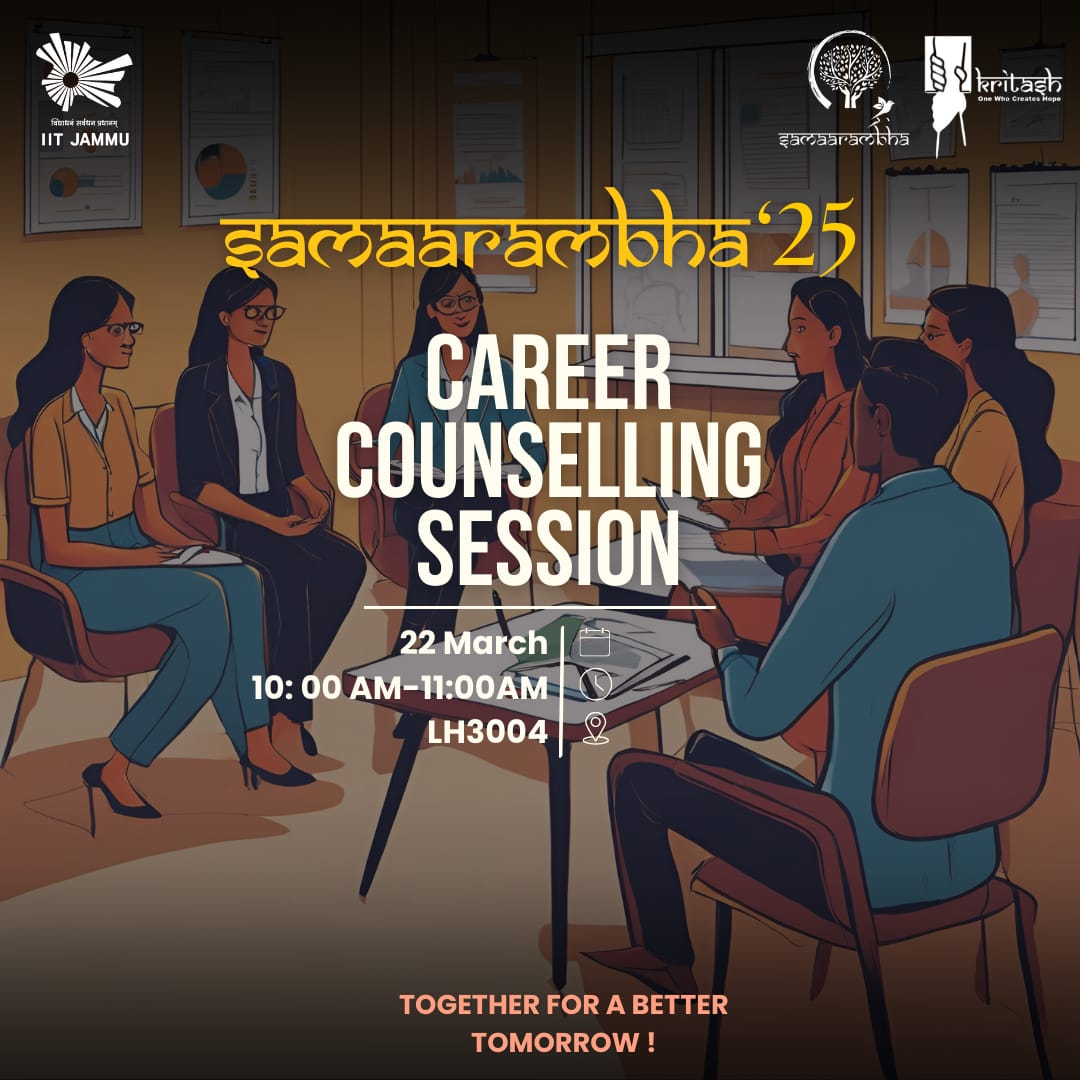 विद्याधनं सर्वधन प्रधानम्
IIT JAMMU
samaarambha
kritash
One Who Creates Hope
samaarambha '25
CAREER
COUNSELLING
SESSION
22 March
10: 00 AM-11:00AM
LH3004
TOGETHER FOR A BETTER
TOMORROW !